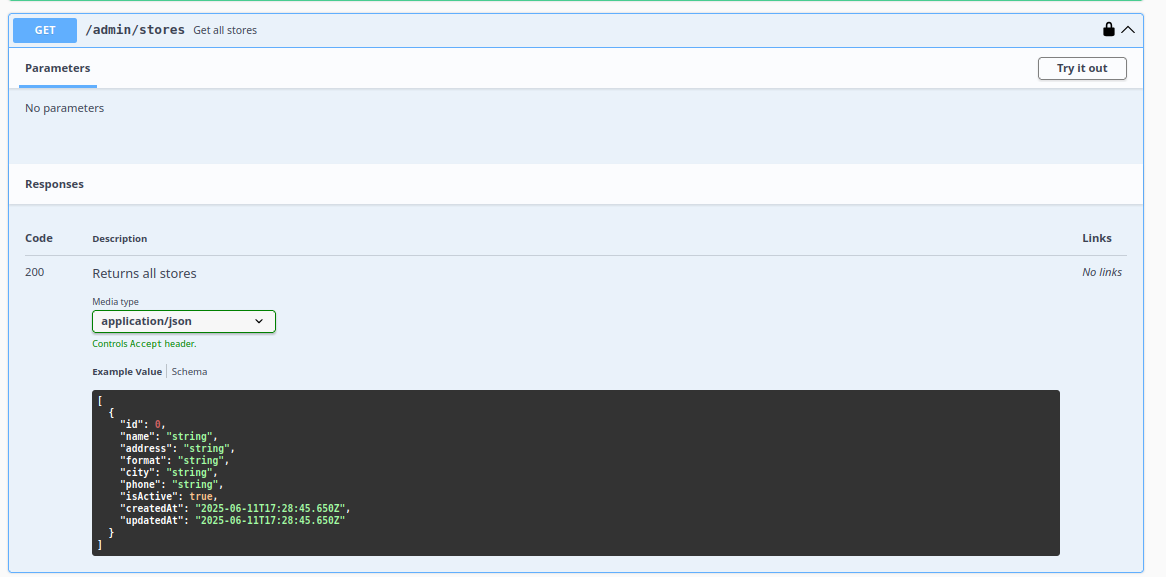 GET /admin/stores Get all stores
Parameters Try it out
No parameters
Responses
Code Description Links
200 Returns all stores No links
Media type
application/json
Controls Accept header.
Example Value Schema
[
  {
    "id": 0,
    "name": "string",
    "address": "string",
    "format": "string",
    "city": "string",
    "phone": "string",
    "isActive": true,
    "createdAt": "2025-06-11T17:28:45.650Z",
    "updatedAt": "2025-06-11T17:28:45.650Z"
  }
]